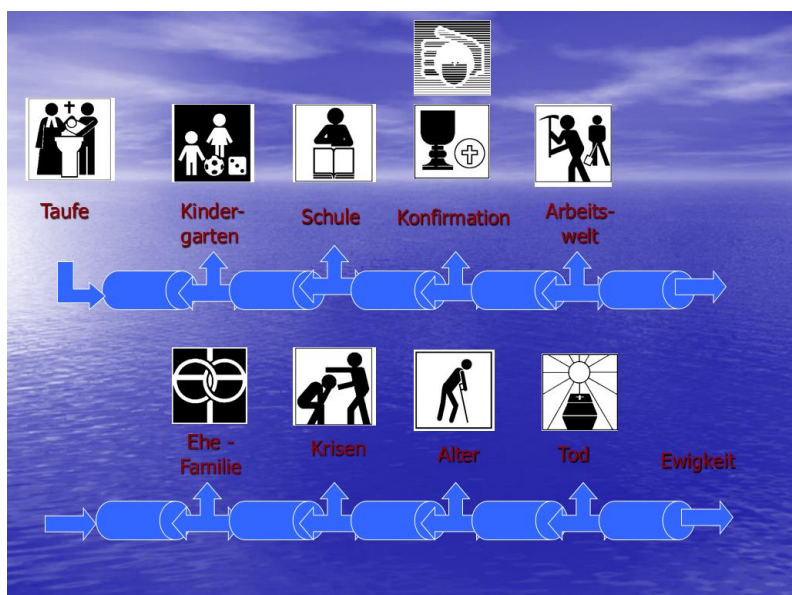 Taufe
Kinder-
garten
Schule
Konfirmation
Arbeits-
welt
Ehe -
Familie
Krisen
Alter
Tod
Ewigkeit